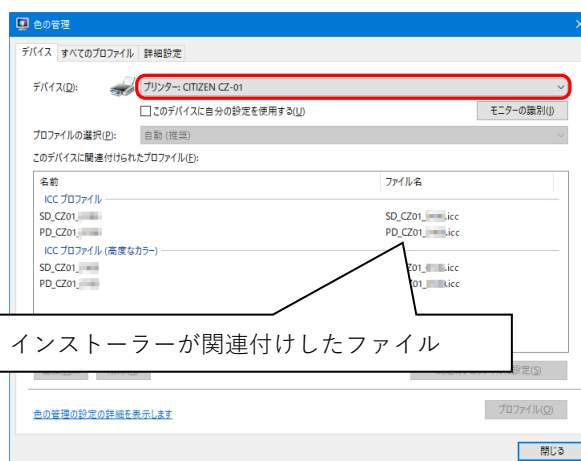 色の管理
デバイス すべてのプロファイル 詳細設定
デバイス(D): プリンター: CITIZEN CZ-01
このデバイスに自分の設定を使用する(U) モニターの識別(I)
プロファイルの選択(P): 自動 (推奨)
このデバイスに関連付けられたプロファイル(E):
名前 ファイル名
ICC プロファイル
SD_CZ01_ SD_CZ01_ .icc
PD_CZ01_ PD_CZ01_ .icc
ICC プロファイル (高度なカラー)
SD_CZ01_ Z01_ .icc
PD_CZ01_ 01_ .icc
インストーラーが関連付けしたファイル
設定(S)
色の管理の設定の詳細を表示します プロファイル(O)
閉じる